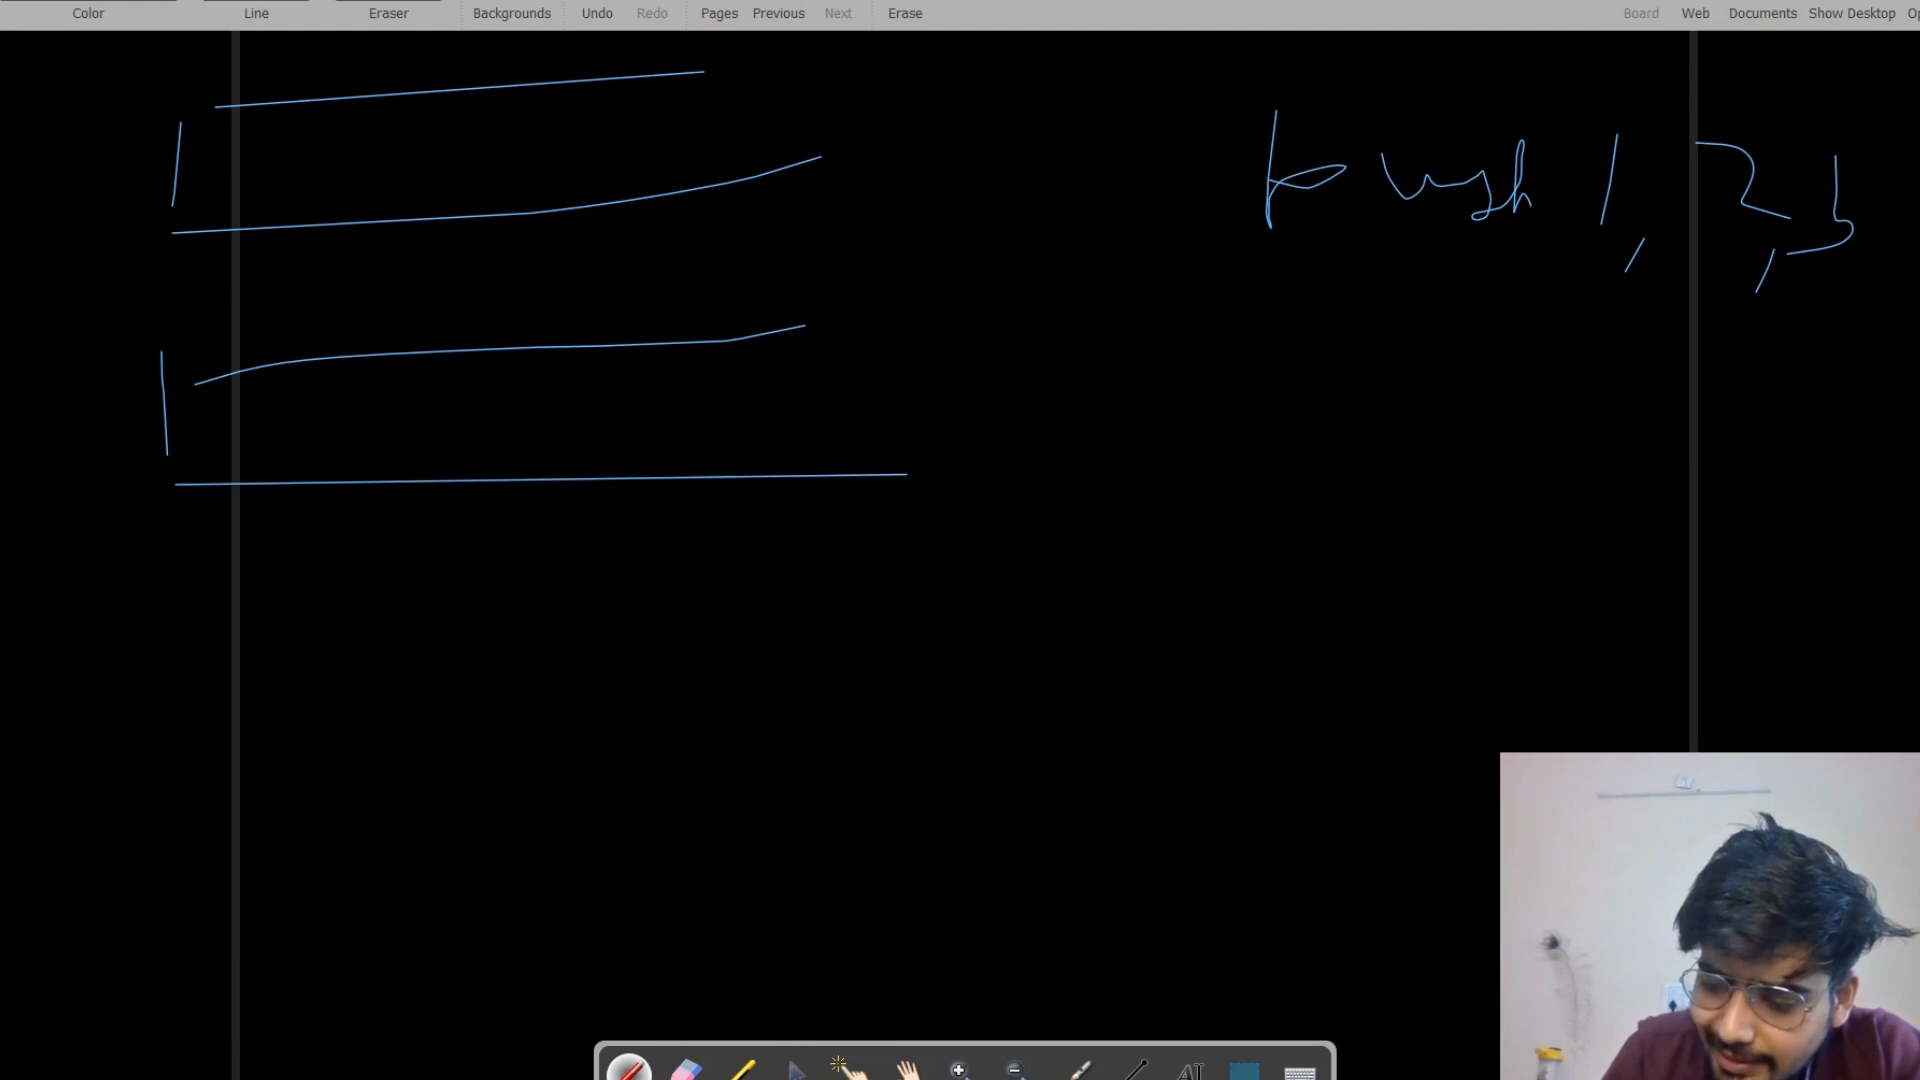 Color Line Eraser Backgrounds Undo Redo Pages Previous Next Erase Board Web Documents Show Desktop Op
push 1, 2, 3